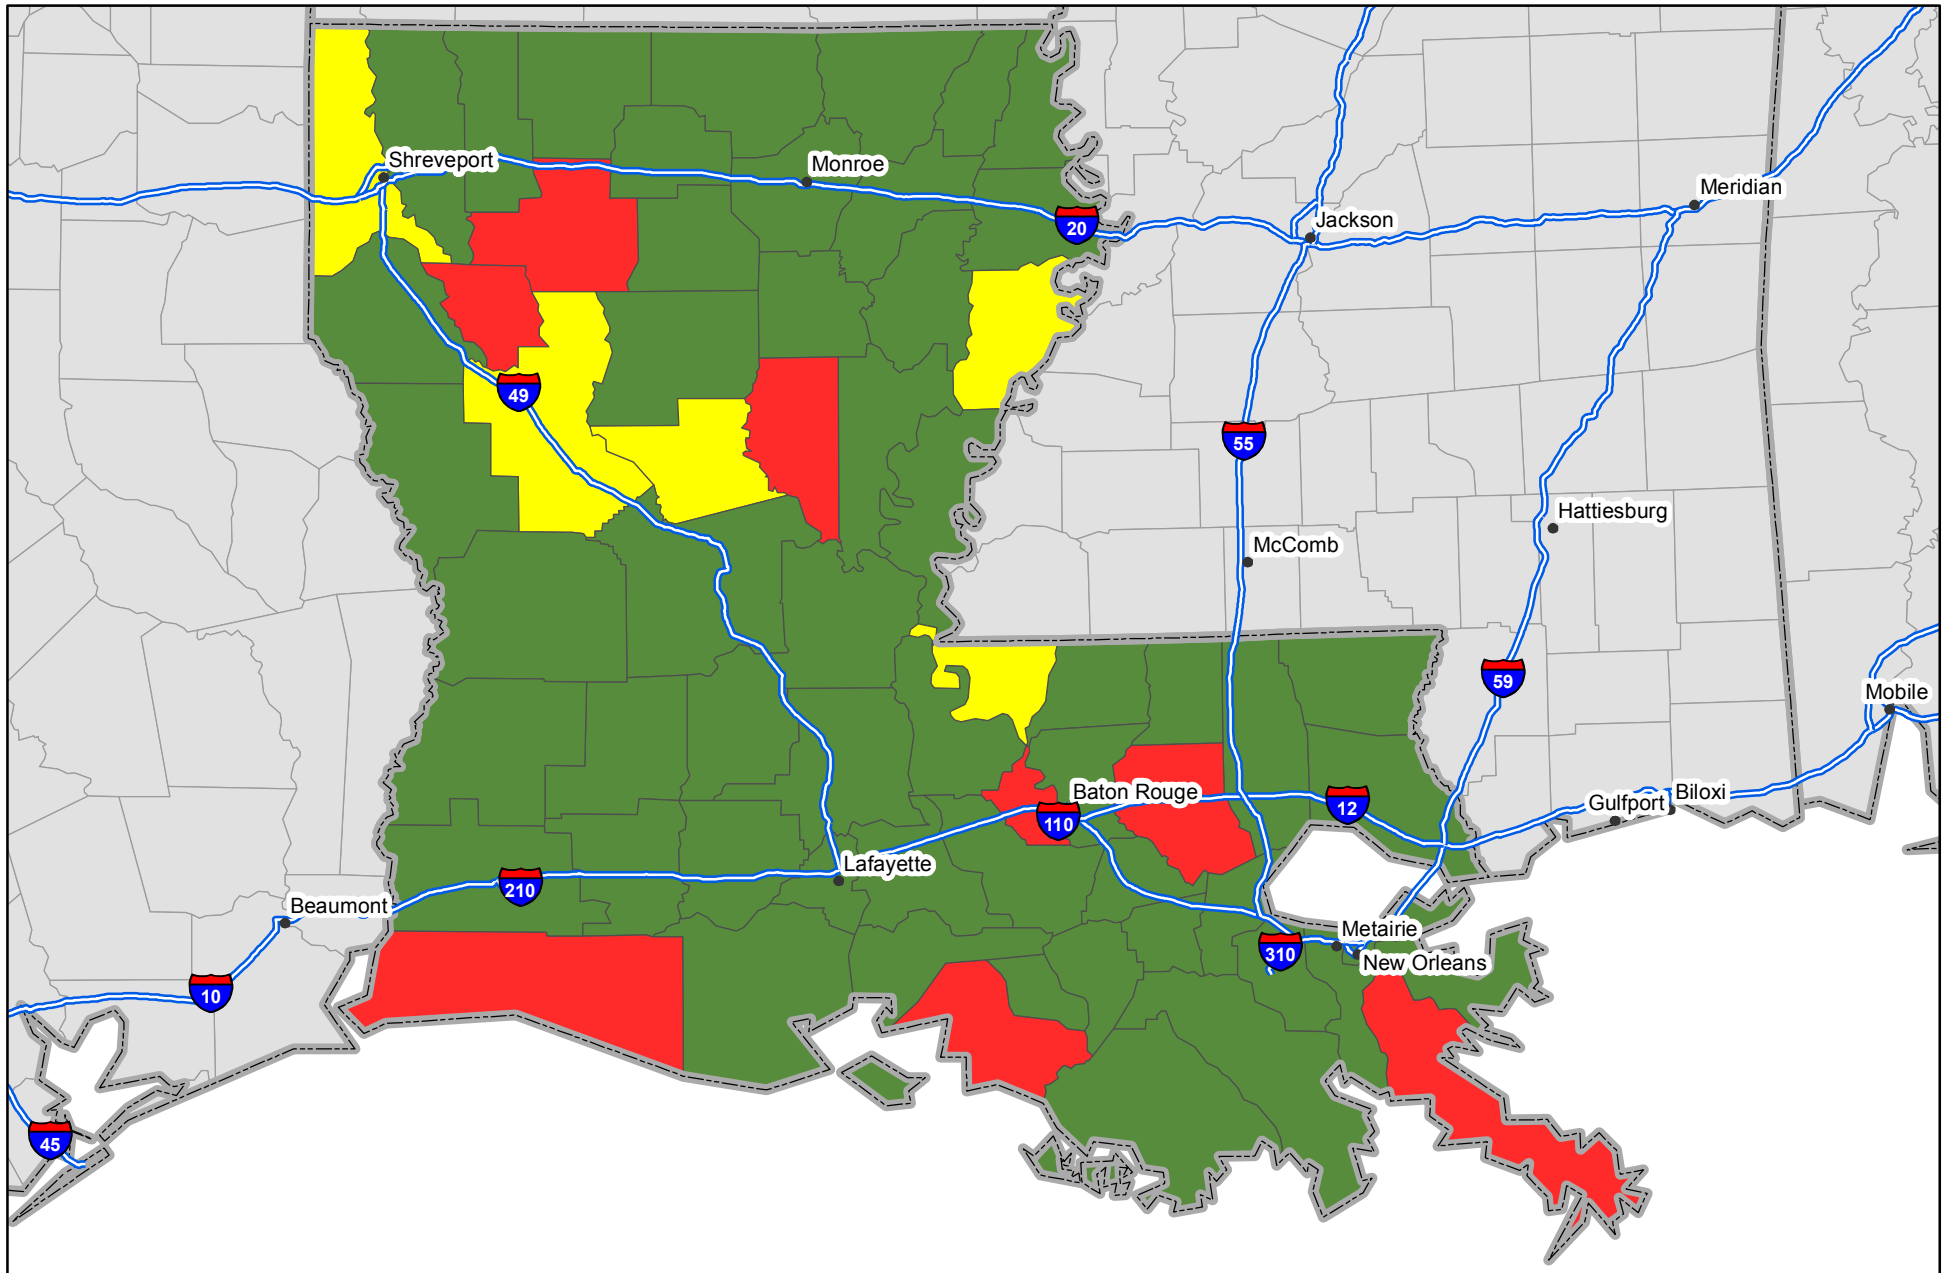 Shreveport
Monroe
Meridian
20
Jackson
49
55
Hattiesburg
McComb
59
Mobile
Baton Rouge
Biloxi
Gulfport
12
110
Lafayette
210
Beaumont
Metairie
310
New Orleans
10
45